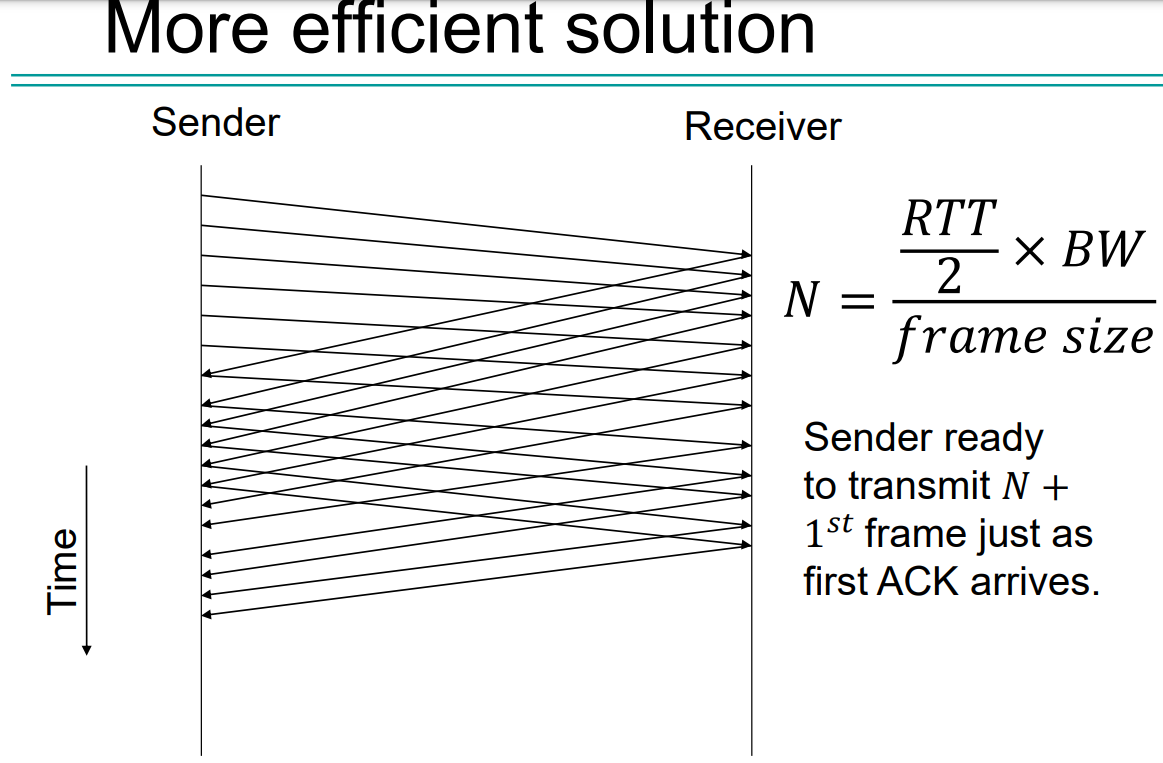 More efficient solution
Sender
Receiver
N = \frac{\frac{RTT}{2} × BW}{frame size}
Sender ready
to transmit N +
1^{st} frame just as
first ACK arrives.
Time